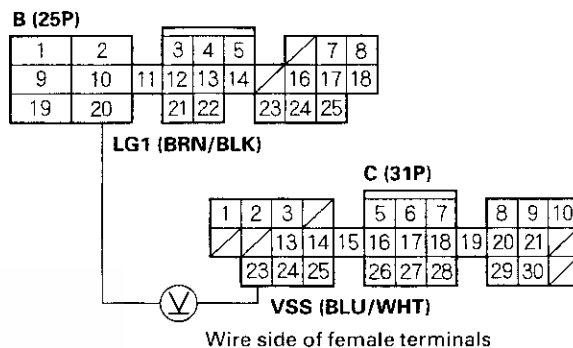 B (25P)
1 2 3 4 5 7 8
9 10 11 12 13 14 16 17 18
19 20 21 22 23 24 25
LG1 (BRN/BLK)
C (31P)
1 2 3 5 6 7 8 9 10
13 14 15 16 17 18 19 20 21
23 24 25 26 27 28 29 30
V
VSS (BLU/WHT)
Wire side of female terminals